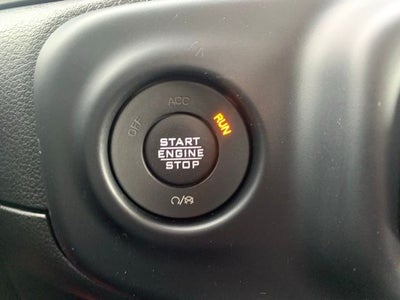 ACC
OFF
RUN
START
ENGINE
STOP